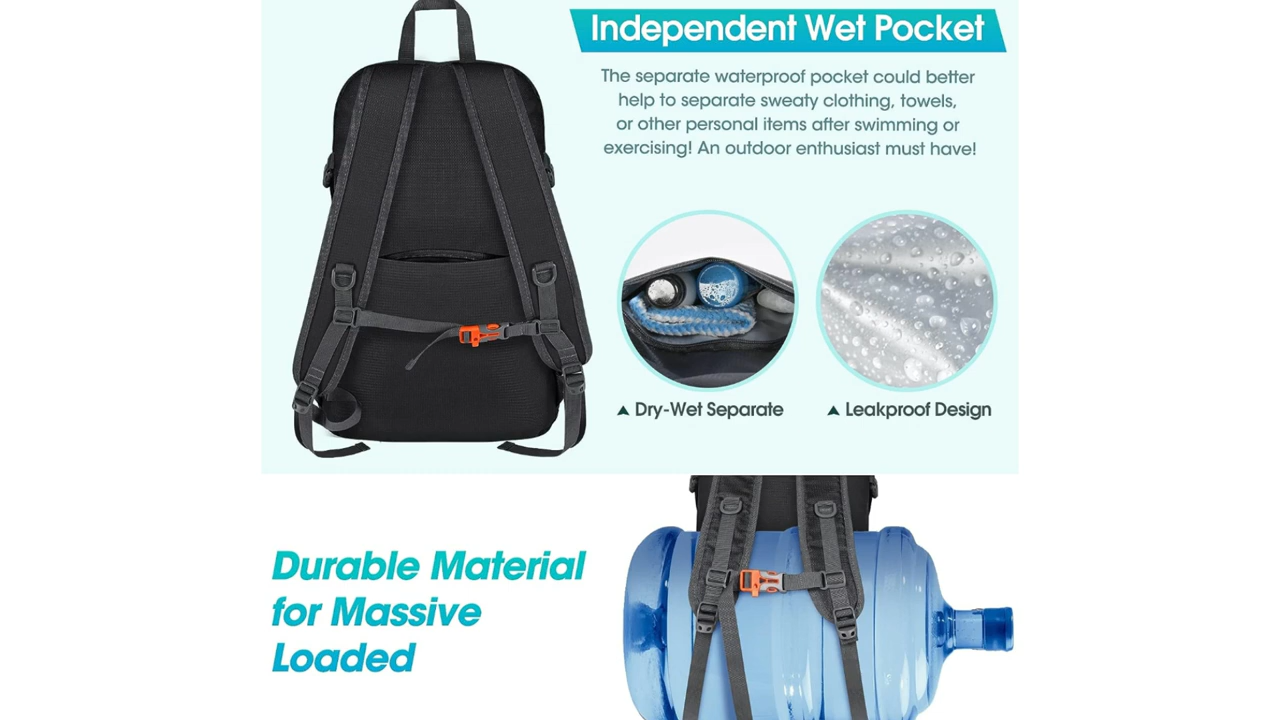 Independent Wet Pocket
The separate waterproof pocket could better
help to separate sweaty clothing, towels,
or other personal items after swimming or
exercising! An outdoor enthusiast must have!
Dry-Wet Separate
Leakproof Design
Durable Material
for Massive
Loaded